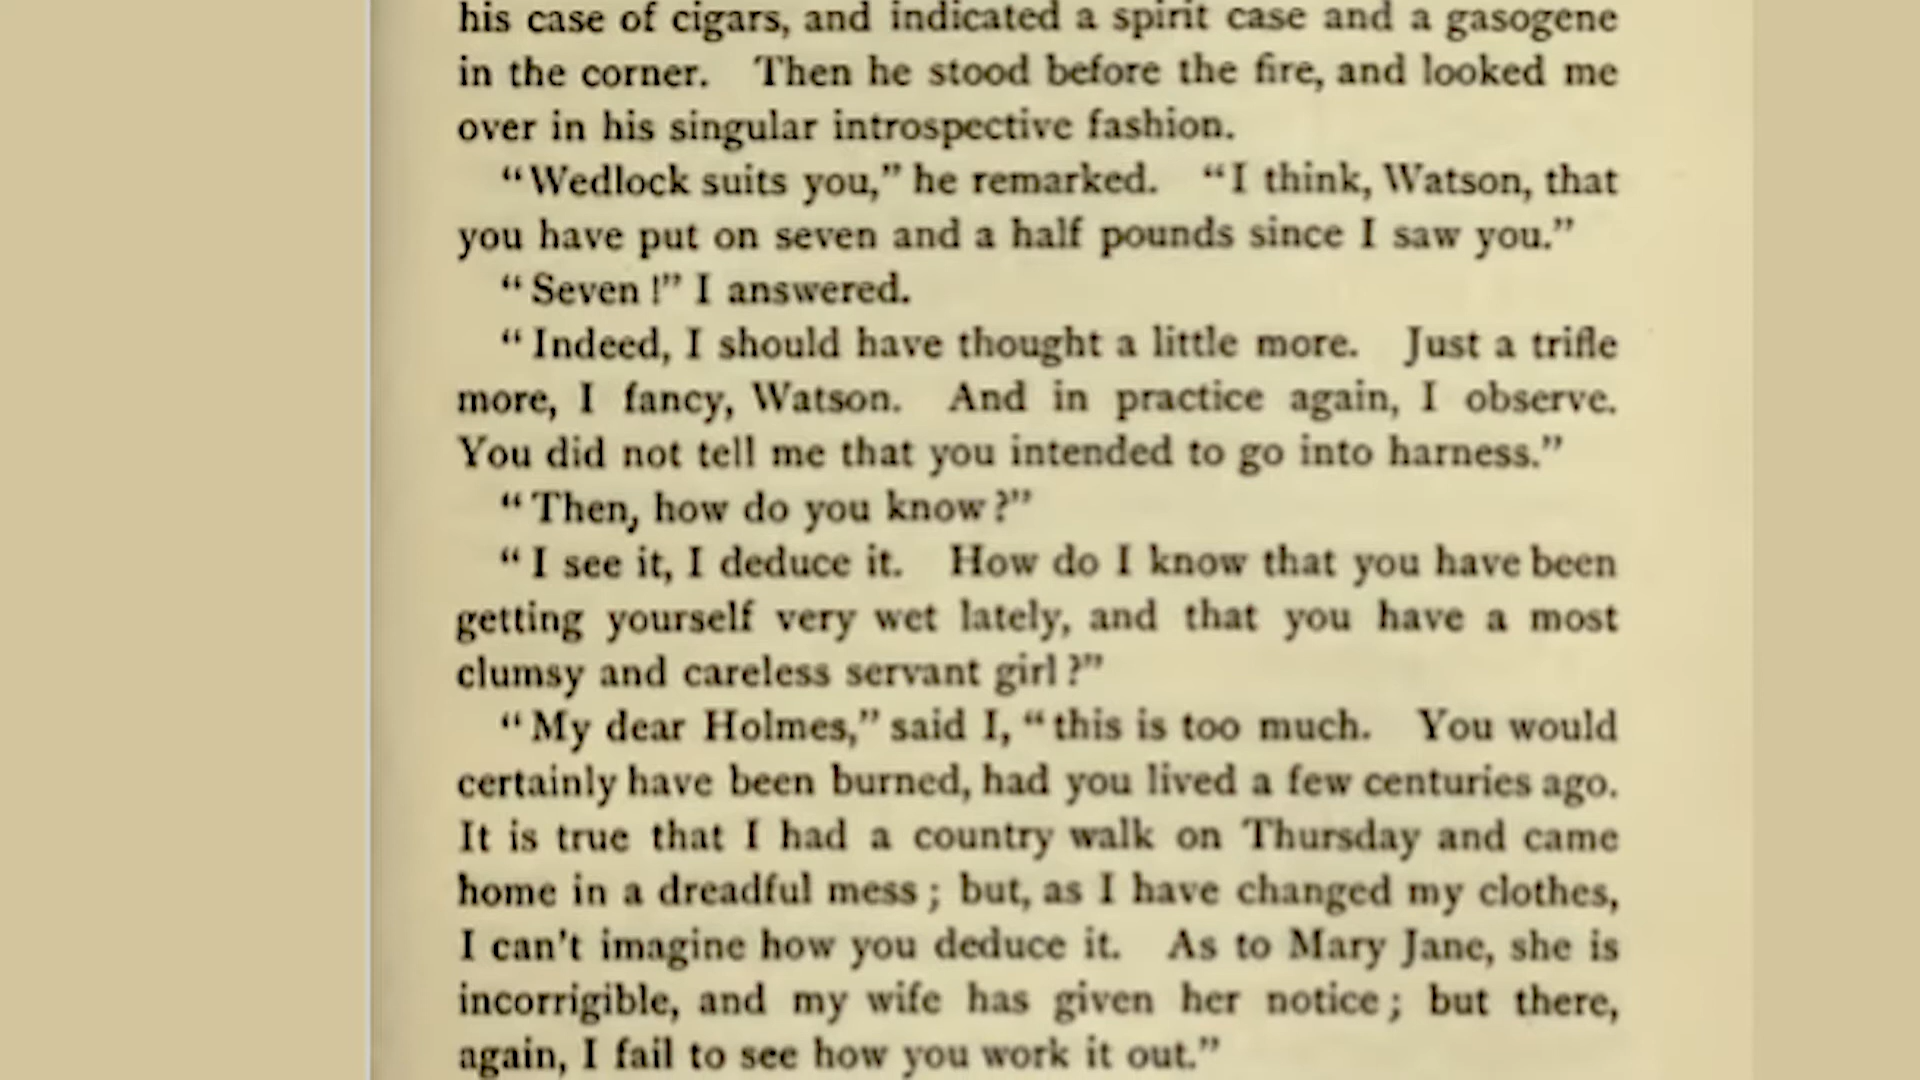 his case of cigars, and indicated a spirit case and a gasogene
in the corner. Then he stood before the fire, and looked me
over in his singular introspective fashion.
“Wedlock suits you,” he remarked. “I think, Watson, that
you have put on seven and a half pounds since I saw you.”
“Seven!” I answered.
“Indeed, I should have thought a little more. Just a trifle
more, I fancy, Watson. And in practice again, I observe.
You did not tell me that you intended to go into harness.”
“Then, how do you know?”
“I see it, I deduce it. How do I know that you have been
getting yourself very wet lately, and that you have a most
clumsy and careless servant girl?”
“My dear Holmes,” said I, “this is too much. You would
certainly have been burned, had you lived a few centuries ago.
It is true that I had a country walk on Thursday and came
home in a dreadful mess; but, as I have changed my clothes,
I can't imagine how you deduce it. As to Mary Jane, she is
incorrigible, and my wife has given her notice; but there,
again, I fail to see how you work it out.”